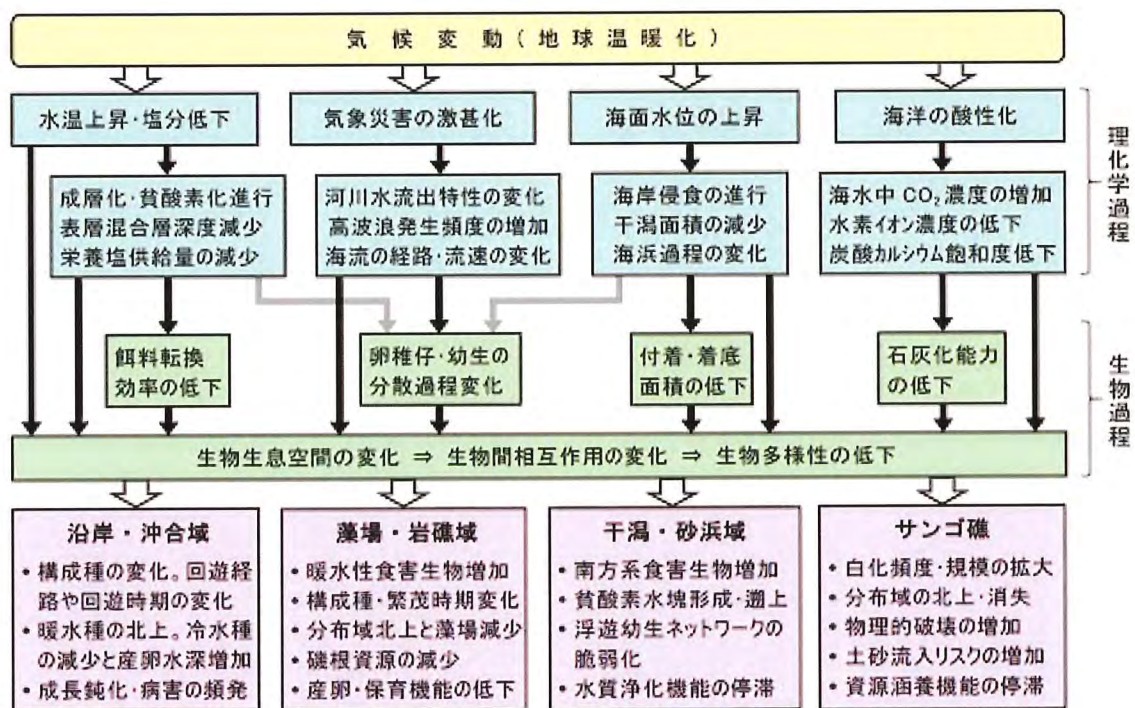 気候変動(地球温暖化)
水温上昇・塩分低下
気象災害の激甚化
海面水位の上昇
海洋の酸性化
理化学過程
成層化・貧酸素化進行
表層混合層深度減少
栄養塩供給量の減少
河川水流出特性の変化
高波浪発生頻度の増加
海流の経路・流速の変化
海岸侵食の進行
干潟面積の減少
海浜過程の変化
海水中 CO₂濃度の増加
水素イオン濃度の低下
炭酸カルシウム飽和度低下
餌料転換
効率の低下
卵稚仔・幼生の
分散過程変化
付着・着底
面積の低下
石灰化能力
の低下
生物過程
生物生息空間の変化 ⇒ 生物間相互作用の変化 ⇒ 生物多様性の低下
沿岸・沖合域
• 構成種の変化。回遊経
路や回遊時期の変化
• 暖水種の北上。冷水種
の減少と産卵水深増加
• 成長鈍化・病害の頻発
藻場・岩礁域
• 暖水性食害生物増加
• 構成種・繁茂時期変化
• 分布域北上と藻場減少
• 磯根資源の減少
• 産卵・保育機能の低下
干潟・砂浜域
• 南方系食害生物増加
• 貧酸素水塊形成・遡上
• 浮遊幼生ネットワークの
脆弱化
• 水質浄化機能の停滞
サンゴ礁
• 白化頻度・規模の拡大
• 分布域の北上・消失
• 物理的破壊の増加
• 土砂流入リスクの増加
• 資源涵養機能の停滞